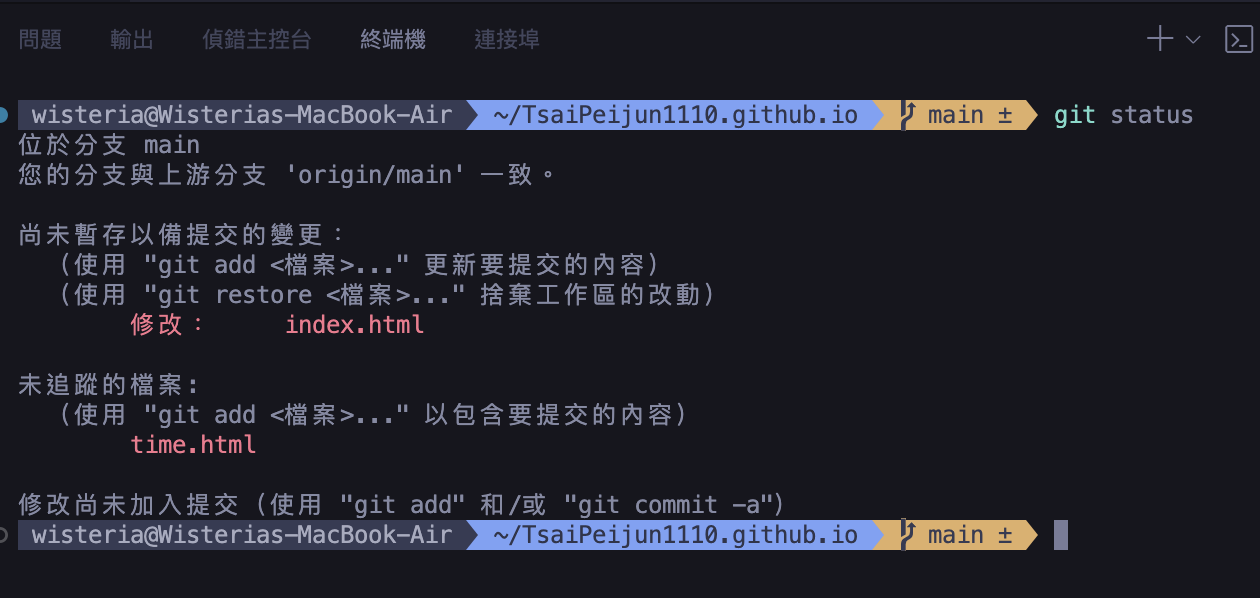 問題 輸出 偵錯主控台 終端機 連接埠
wisteria@Wisterias-MacBook-Air ~/TsaiPeijun1110.github.io main ± git status
位於分支 main
您的分支與上游分支 'origin/main' 一致。
尚未暫存以備提交的變更：
（使用 "git add <檔案>..." 更新要提交的內容）
（使用 "git restore <檔案>..." 捨棄工作區的改動）
修改： index.html
未追蹤的檔案:
（使用 "git add <檔案>..." 以包含要提交的內容）
time.html
修改尚未加入提交（使用 "git add" 和/或 "git commit -a"）
wisteria@Wisterias-MacBook-Air ~/TsaiPeijun1110.github.io main ±